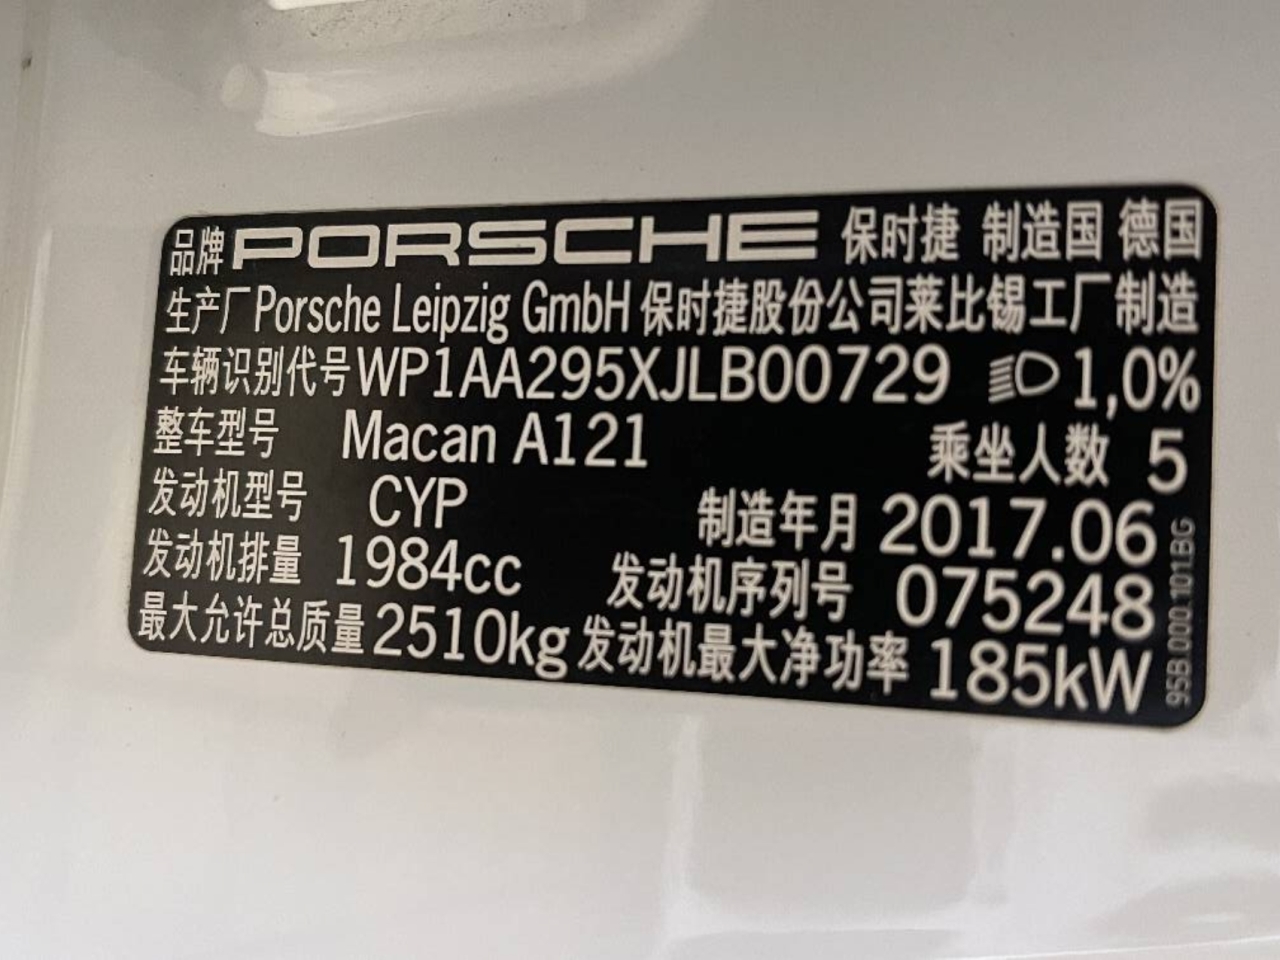 品牌 PORSCHE 保时捷 制造国 德国
生产厂 Porsche Leipzig GmbH 保时捷股份公司莱比锡工厂制造
车辆识别代号 WP1AA295XJLB00729 1,0%
整车型号 Macan A121 乘坐人数 5
发动机型号 CYP 制造年月 2017.06
发动机排量 1984cc 发动机序列号 075248
最大允许总质量 2510kg 发动机最大净功率 185kW
95B.000.101.BG